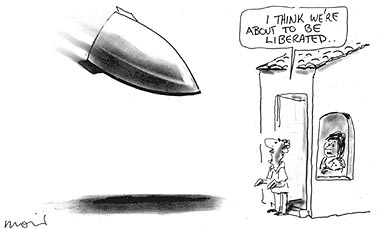 I THINK WE'RE
ABOUT TO BE
LIBERATED..
moir